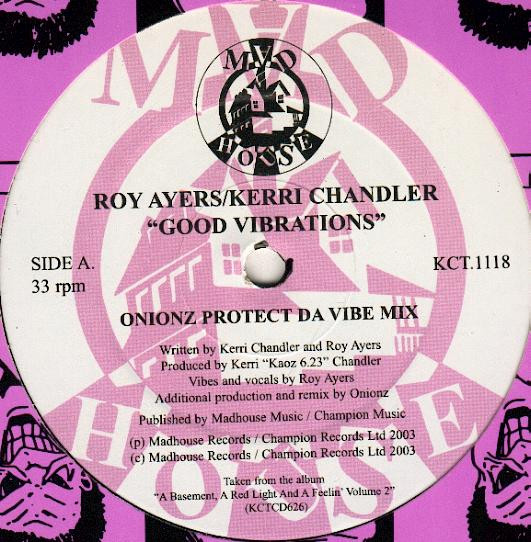 MAD
HOUSE
MAD
HOUSE
ROY AYERS/KERRI CHANDLER
“GOOD VIBRATIONS”
SIDE A.
33 rpm
KCT.1118
ONIONZ PROTECT DA VIBE MIX
Written by Kerri Chandler and Roy Ayers
Produced by Kerri “Kaoz 6.23” Chandler
Vibes and vocals by Roy Ayers
Additional production and remix by Onionz
Published by Madhouse Music / Champion Music
(p) Madhouse Records / Champion Records Ltd 2003
(c) Madhouse Records / Champion Records Ltd 2003
Taken from the album
“A Basement, A Red Light And A Feelin’ Volume 2”
(KCTCD626)